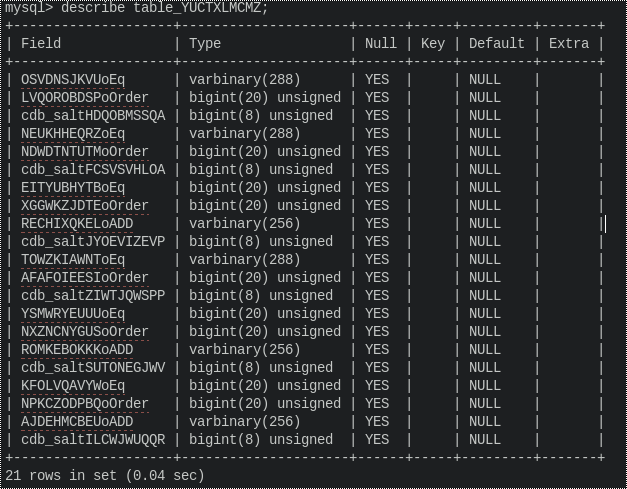 mysql> describe table_YUCTXLMCMZ;
+-------------------+---------------------+------+-----+---------+-------+
| Field             | Type                | Null | Key | Default | Extra |
+-------------------+---------------------+------+-----+---------+-------+
| OSVDNSJKVUoEq     | varbinary(288)      | YES  |     | NULL    |       |
| LVQOROBDSPoOrder  | bigint(20) unsigned | YES  |     | NULL    |       |
| cdb_saltHDQOBMSSQA | bigint(8) unsigned | YES  |     | NULL    |       |
| NEUKHHEQRZoEq     | varbinary(288)      | YES  |     | NULL    |       |
| NDWDTNTUTMoOrder  | bigint(20) unsigned | YES  |     | NULL    |       |
| cdb_saltFCSVSVHLOA | bigint(8) unsigned | YES  |     | NULL    |       |
| EITYUBHYTBoEq     | bigint(20) unsigned | YES  |     | NULL    |       |
| XGGWKZJDTEoOrder  | bigint(20) unsigned | YES  |     | NULL    |       |
| RECHIXQKELoADD    | varbinary(256)      | YES  |     | NULL    |       |
| cdb_saltJYOEVIZEVP | bigint(8) unsigned | YES  |     | NULL    |       |
| TOWZKIAWNToEq     | varbinary(288)      | YES  |     | NULL    |       |
| AFAFOIEESIoOrder  | bigint(20) unsigned | YES  |     | NULL    |       |
| cdb_saltZIWTJQWSPP | bigint(8) unsigned | YES  |     | NULL    |       |
| YSMWRYEUUUoEq     | bigint(20) unsigned | YES  |     | NULL    |       |
| NXZNCNYGUSoOrder  | bigint(20) unsigned | YES  |     | NULL    |       |
| ROMKEBOKKKoADD    | varbinary(256)      | YES  |     | NULL    |       |
| cdb_saltSUTONEGJWV | bigint(8) unsigned | YES  |     | NULL    |       |
| KFOLVQAVYWoEq     | bigint(20) unsigned | YES  |     | NULL    |       |
| NPKCZODPBQoOrder  | bigint(20) unsigned | YES  |     | NULL    |       |
| AJDEHMCBEUoADD    | varbinary(256)      | YES  |     | NULL    |       |
| cdb_saltILCWJWUQQR | bigint(8) unsigned | YES  |     | NULL    |       |
+-------------------+---------------------+------+-----+---------+-------+
21 rows in set (0.04 sec)